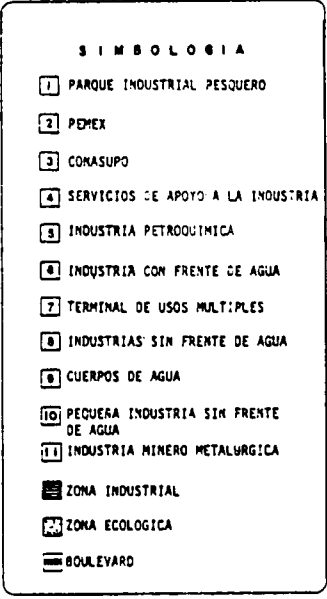 SIMBOLOGIA
1 PARQUE INDUSTRIAL PESQUERO
2 PEMEX
3 CONASUPO
4 SERVICIOS DE APOYO A LA INDUSTRIA
5 INDUSTRIA PETROQUIMICA
6 INDUSTRIA CON FRENTE DE AGUA
7 TERMINAL DE USOS MULTIPLES
8 INDUSTRIAS SIN FRENTE DE AGUA
9 CUERPOS DE AGUA
10 PEQUEÑA INDUSTRIA SIN FRENTE
DE AGUA
11 INDUSTRIA MINERO METALURGICA
ZONA INDUSTRIAL
ZONA ECOLOGICA
BOULEVARD